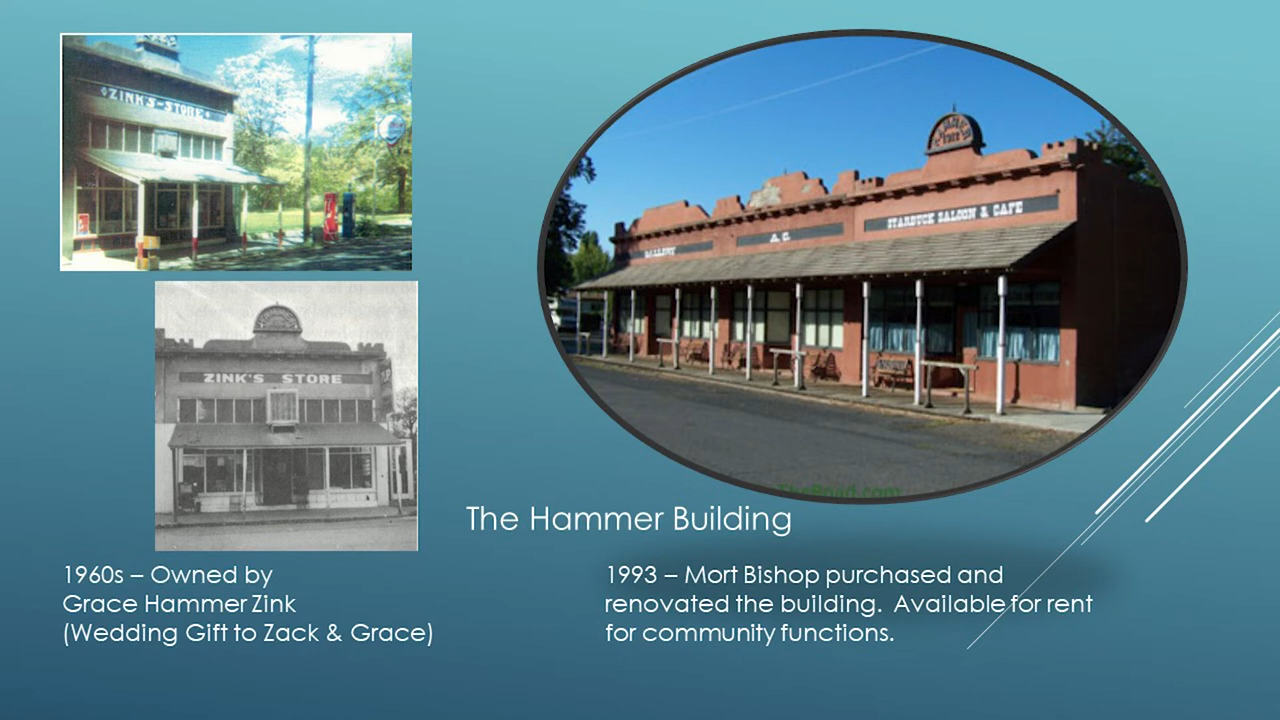 ZINK'S-STORE
ZINK'S STORE
GALLERY
A. C.
STARBUCK SALOON & CAFE
The Hammer Building
1960s – Owned by
Grace Hammer Zink
(Wedding Gift to Zack & Grace)
1993 – Mort Bishop purchased and
renovated the building.  Available for rent
for community functions.